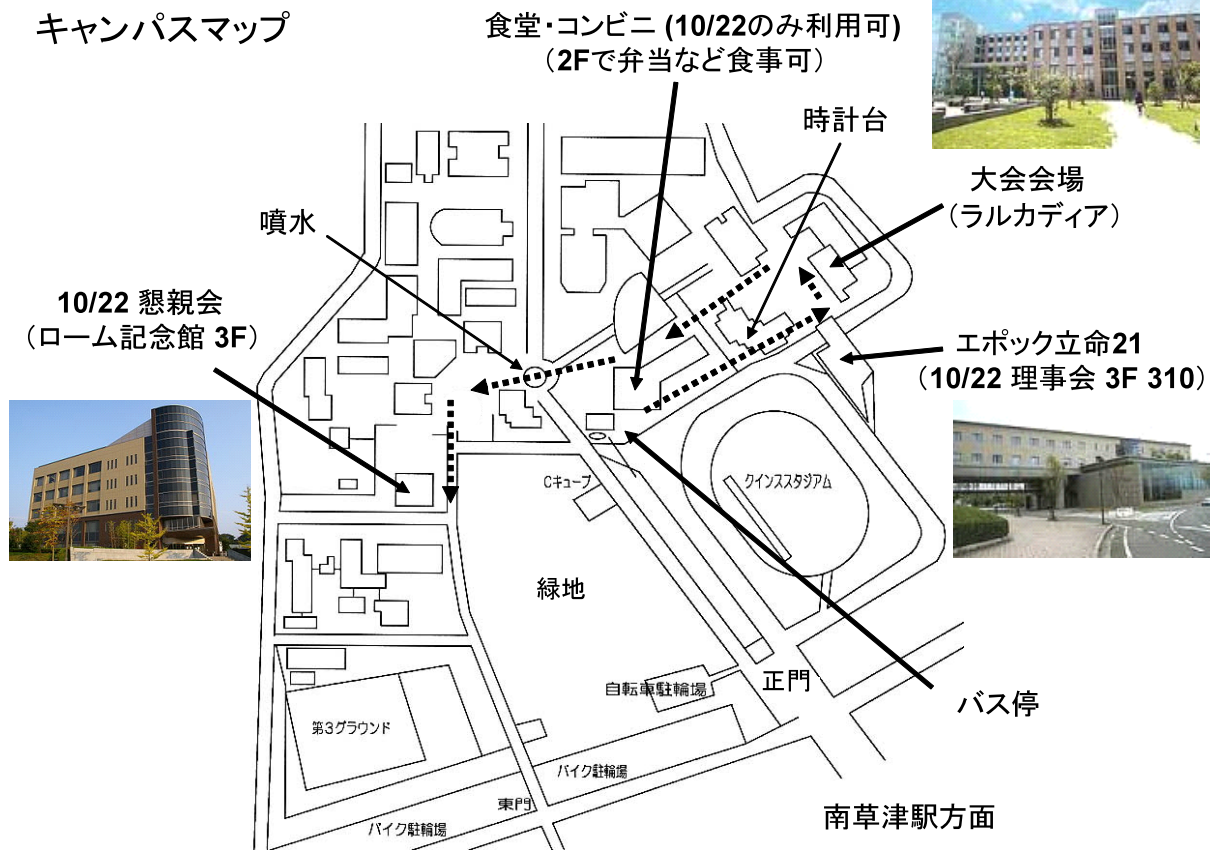 キャンパスマップ
食堂・コンビニ (10/22のみ利用可)
（2Fで弁当など食事可）
時計台
大会会場
（ラルカディア）
噴水
10/22 懇親会
（ローム記念館 3F）
エポック立命21
（10/22 理事会 3F 310）
Cキューブ
クインススタジアム
緑地
自転車駐輪場
正門
バス停
第3グラウンド
バイク駐輪場
東門
バイク駐輪場
南草津駅方面